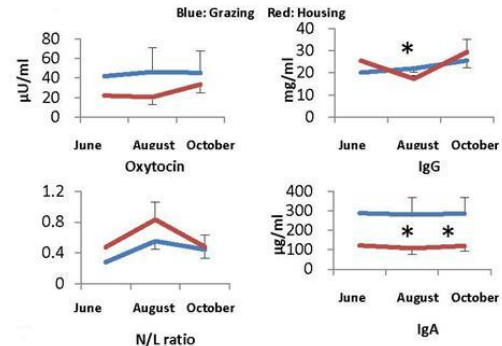 Blue: Grazing Red: Housing
µU/ml
80
60
40
20
0
June August October
Oxytocin
mg/ml
40
30
20
10
0
*
June August October
IgG
1.2
0.8
0.4
0
June August October
N/L ratio
µg/ml
400
300
200
100
0
* *
June August October
IgA